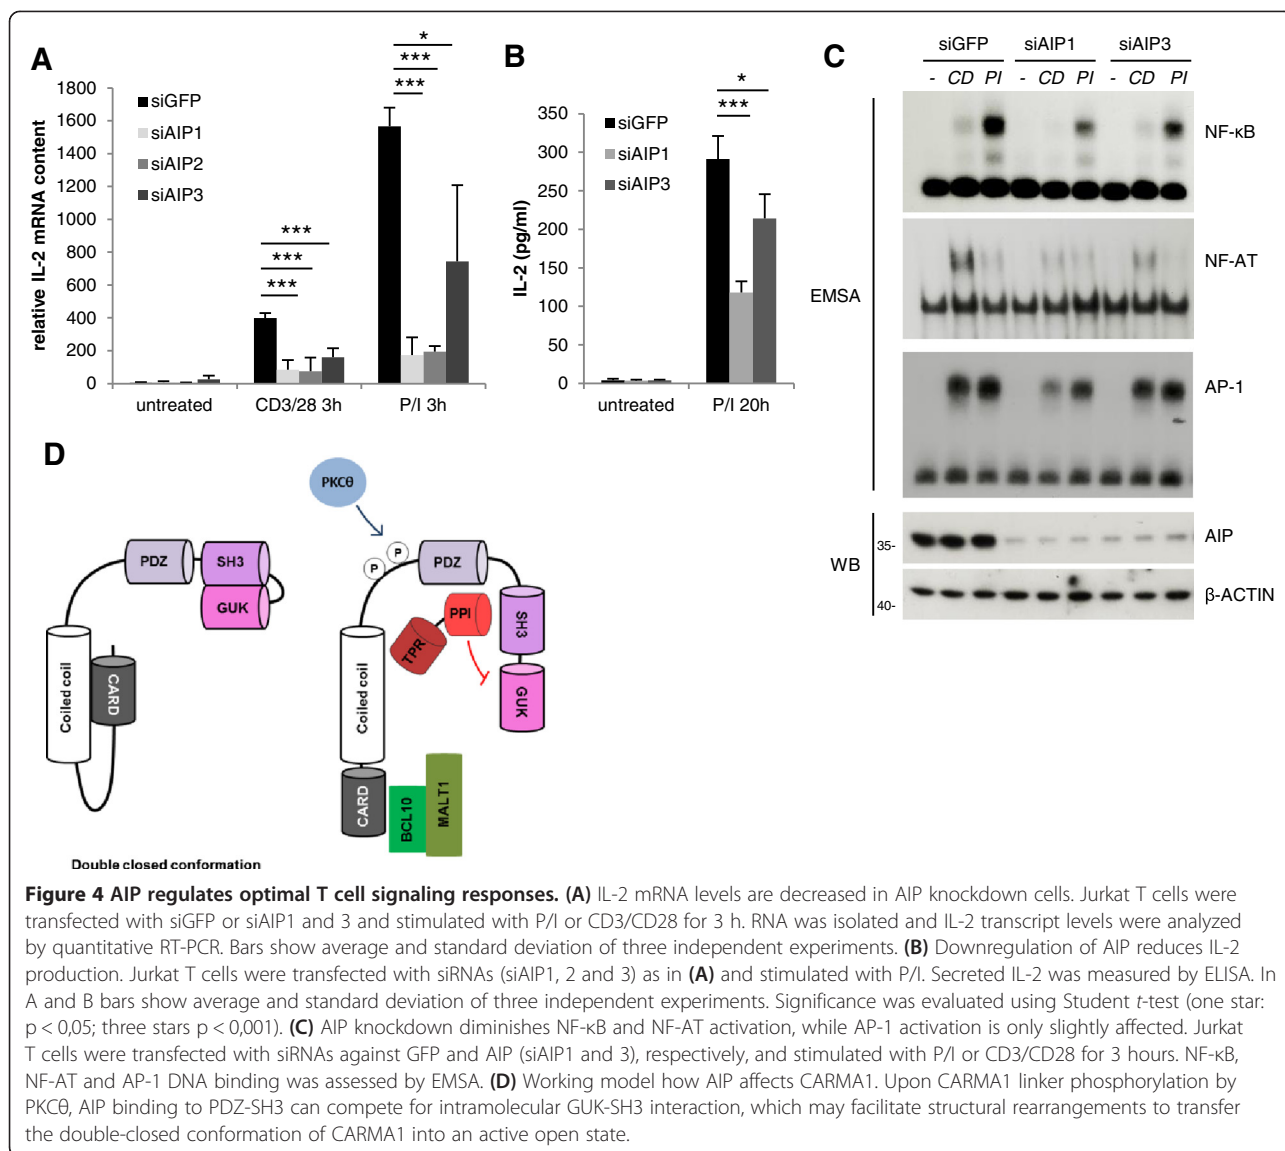 A
relative IL-2 mRNA content
1800
1600
1400
1200
1000
800
600
400
200
0
siGFP
siAIP1
siAIP2
siAIP3
***
***
***
*
***
***
untreated
CD3/28 3h
P/I 3h
B
IL-2 (pg/ml)
350
300
250
200
150
100
50
0
siGFP
siAIP1
siAIP3
*
***
untreated
P/I 20h
C
siGFP siAIP1 siAIP3
- CD PI - CD PI - CD PI
EMSA
NF-κB
NF-AT
AP-1
WB
35-
AIP
40-
β-ACTIN
D
PDZ
SH3
GUK
Coiled coil
CARD
Double closed conformation
PKCθ
P
P
PDZ
PPI
TPR
SH3
GUK
Coiled coil
CARD
BCL10
MALT1
Figure 4 AIP regulates optimal T cell signaling responses. (A) IL-2 mRNA levels are decreased in AIP knockdown cells. Jurkat T cells were
transfected with siGFP or siAIP1 and 3 and stimulated with P/I or CD3/CD28 for 3 h. RNA was isolated and IL-2 transcript levels were analyzed
by quantitative RT-PCR. Bars show average and standard deviation of three independent experiments. (B) Downregulation of AIP reduces IL-2
production. Jurkat T cells were transfected with siRNAs (siAIP1, 2 and 3) as in (A) and stimulated with P/I. Secreted IL-2 was measured by ELISA. In
A and B bars show average and standard deviation of three independent experiments. Significance was evaluated using Student t-test (one star:
p < 0,05; three stars p < 0,001). (C) AIP knockdown diminishes NF-κB and NF-AT activation, while AP-1 activation is only slightly affected. Jurkat
T cells were transfected with siRNAs against GFP and AIP (siAIP1 and 3), respectively, and stimulated with P/I or CD3/CD28 for 3 hours. NF-κB,
NF-AT and AP-1 DNA binding was assessed by EMSA. (D) Working model how AIP affects CARMA1. Upon CARMA1 linker phosphorylation by
PKCθ, AIP binding to PDZ-SH3 can compete for intramolecular GUK-SH3 interaction, which may facilitate structural rearrangements to transfer
the double-closed conformation of CARMA1 into an active open state.